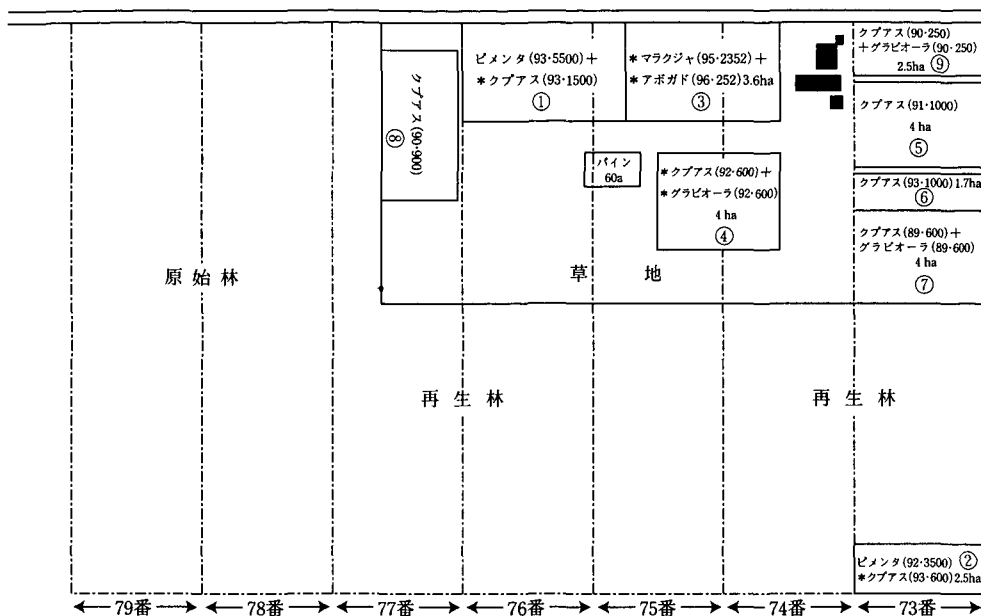 クプアス(90·250)
+グラビオーラ(90·250)
2.5ha ⑨
ピメンタ(93·5500)+
*クプアス(93·1500)
①
*マラクジャ(95·2352)+
*アボガド(96·252)3.6ha
③
クプアス(90·900)
⑧
クプアス(91·1000)
4 ha
⑤
パイン
60a
*クプアス(92·600)+
*グラビオーラ(92·600)
4 ha
④
クプアス(93·1000)1.7ha
⑥
クプアス(89·600)+
グラビオーラ(89·600)
4 ha
⑦
原始林
草地
再生林
再生林
ピメンタ(92·3500) ②
*クプアス(93·600)2.5ha
79番
78番
77番
76番
75番
74番
73番